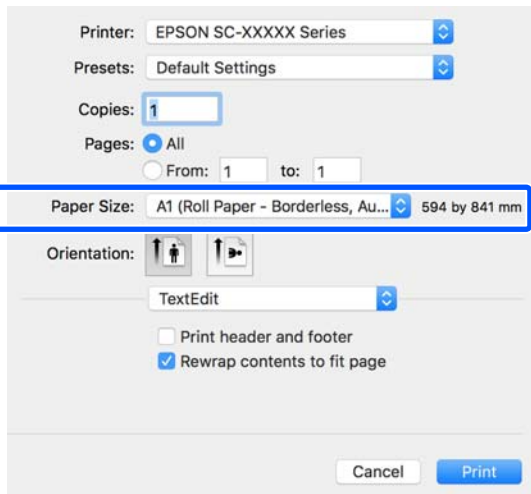 Printer: EPSON SC-XXXXX Series
Presets: Default Settings
Copies: 1
Pages: All
From: 1 to: 1
Paper Size: A1 (Roll Paper - Borderless, Au... 594 by 841 mm
Orientation:
TextEdit
Print header and footer
Rewrap contents to fit page
Cancel Print